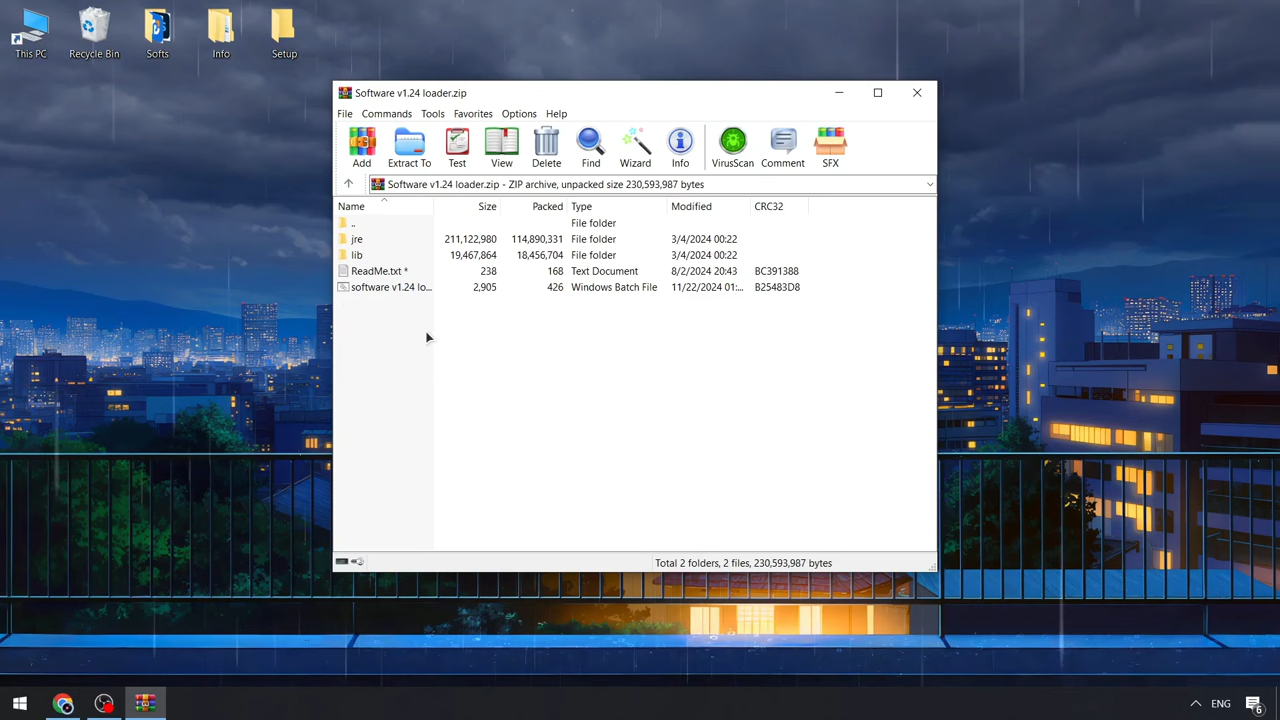 This PC
Recycle Bin
Softs
Info
Setup
Software v1.24 loader.zip
File Commands Tools Favorites Options Help
Add Extract To Test View Delete Find Wizard Info VirusScan Comment SFX
Software v1.24 loader.zip - ZIP archive, unpacked size 230,593,987 bytes
Name Size Packed Type Modified CRC32
.. File folder
jre 211,122,980 114,890,331 File folder 3/4/2024 00:22
lib 19,467,864 18,456,704 File folder 3/4/2024 00:22
ReadMe.txt * 238 168 Text Document 8/2/2024 20:43 BC391388
software v1.24 lo... 2,905 426 Windows Batch File 11/22/2024 01:... B25483D8
Total 2 folders, 2 files, 230,593,987 bytes
ENG
6